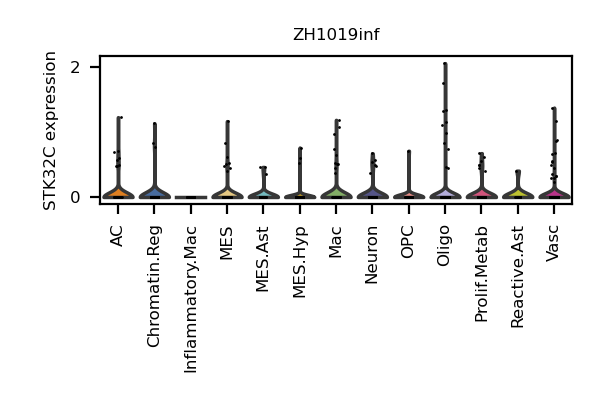 ZH1019inf
STK32C expression
2
0
AC
Chromatin.Reg
Inflammatory.Mac
MES
MES.Ast
MES.Hyp
Mac
Neuron
OPC
Oligo
Prolif.Metab
Reactive.Ast
Vasc